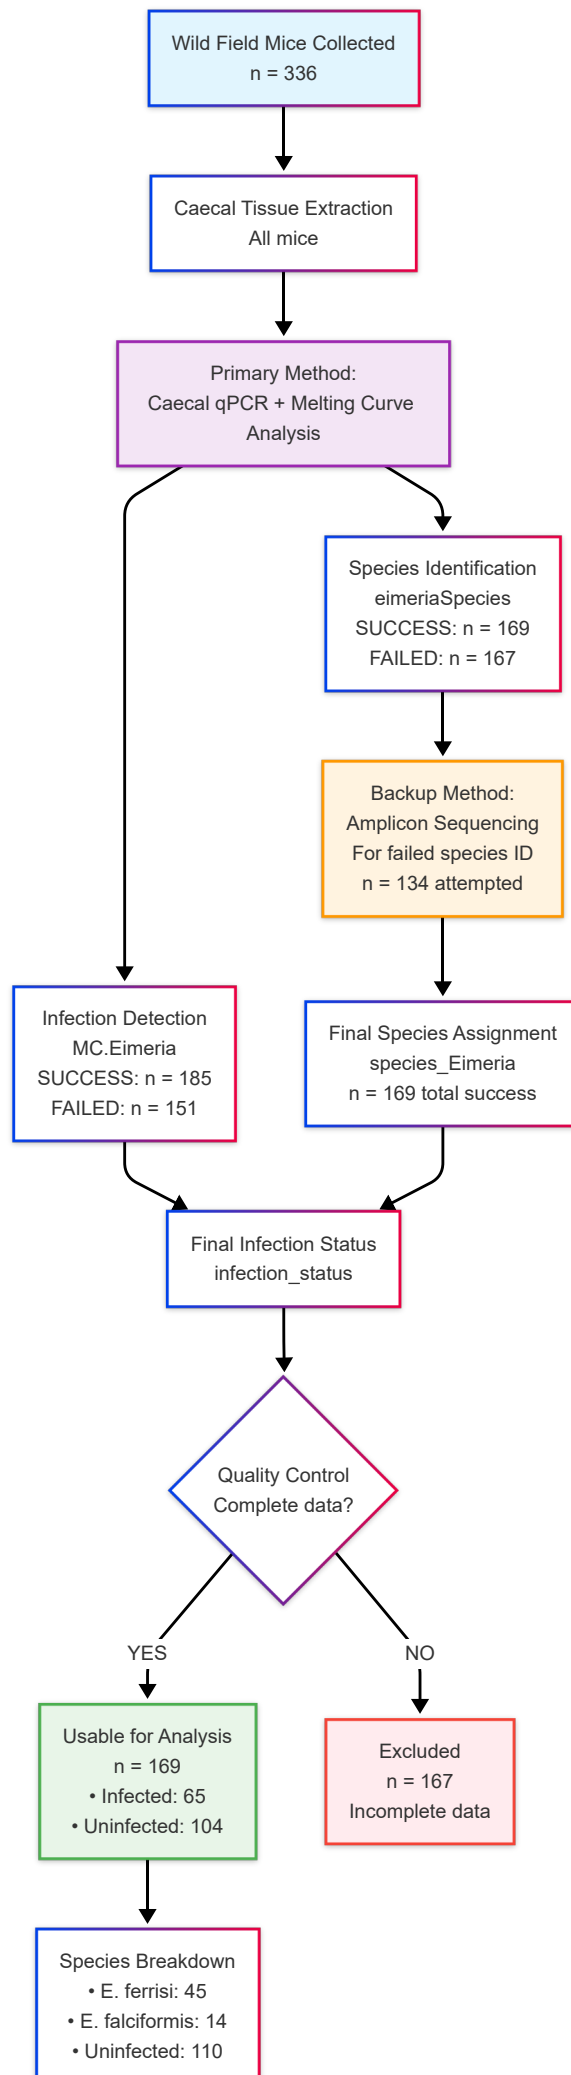 Wild Field Mice Collected
n = 336
Caecal Tissue Extraction
All mice
Primary Method:
Caecal qPCR + Melting Curve
Analysis
Species Identification
eimeriaSpecies
SUCCESS: n = 169
FAILED: n = 167
Backup Method:
Amplicon Sequencing
For failed species ID
n = 134 attempted
Infection Detection
MC.Eimeria
SUCCESS: n = 185
FAILED: n = 151
Final Species Assignment
species_Eimeria
n = 169 total success
Final Infection Status
infection_status
Quality Control
Complete data?
YES
NO
Usable for Analysis
n = 169
• Infected: 65
• Uninfected: 104
Excluded
n = 167
Incomplete data
Species Breakdown
• E. ferrisi: 45
• E. falciformis: 14
• Uninfected: 110